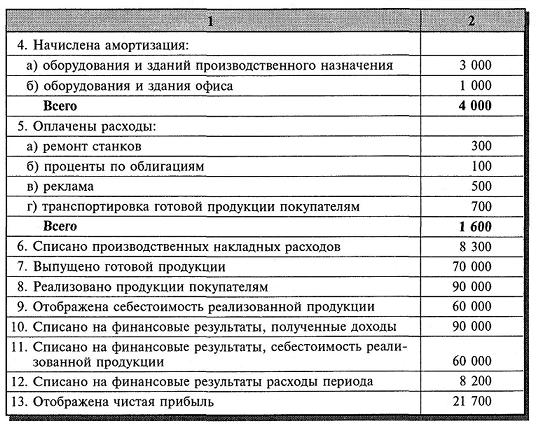 1 2
4. Начислена амортизация:
а) оборудования и зданий производственного назначения 3 000
б) оборудования и здания офиса 1 000
Всего 4 000
5. Оплачены расходы:
а) ремонт станков 300
б) проценты по облигациям 100
в) реклама 500
г) транспортировка готовой продукции покупателям 700
Всего 1 600
6. Списано производственных накладных расходов 8 300
7. Выпущено готовой продукции 70 000
8. Реализовано продукции покупателям 90 000
9. Отображена себестоимость реализованной продукции 60 000
10. Списано на финансовые результаты, полученные доходы 90 000
11. Списано на финансовые результаты, себестоимость реали-
зованной продукции 60 000
12. Списано на финансовые результаты расходы периода 8 200
13. Отображена чистая прибыль 21 700